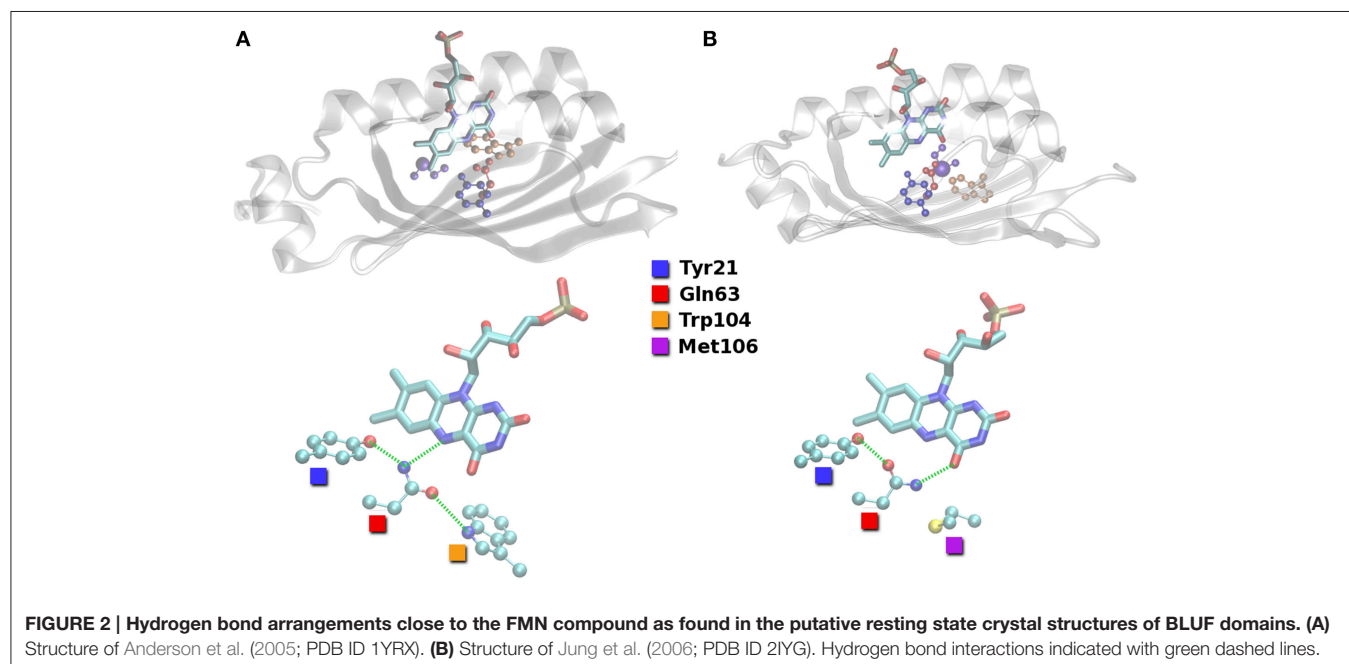 A
B
Tyr21
Gln63
Trp104
Met106
FIGURE 2 | Hydrogen bond arrangements close to the FMN compound as found in the putative resting state crystal structures of BLUF domains. (A)
Structure of Anderson et al. (2005; PDB ID 1YRX). (B) Structure of Jung et al. (2006; PDB ID 2IYG). Hydrogen bond interactions indicated with green dashed lines.